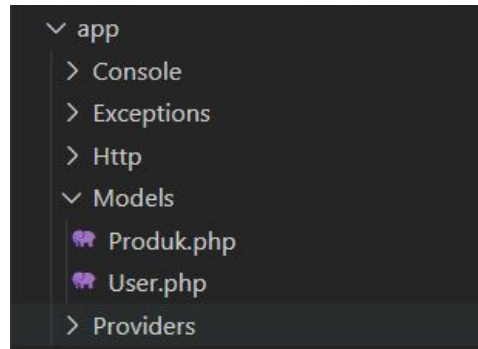 app
Console
Exceptions
Http
Models
Produk.php
User.php
Providers